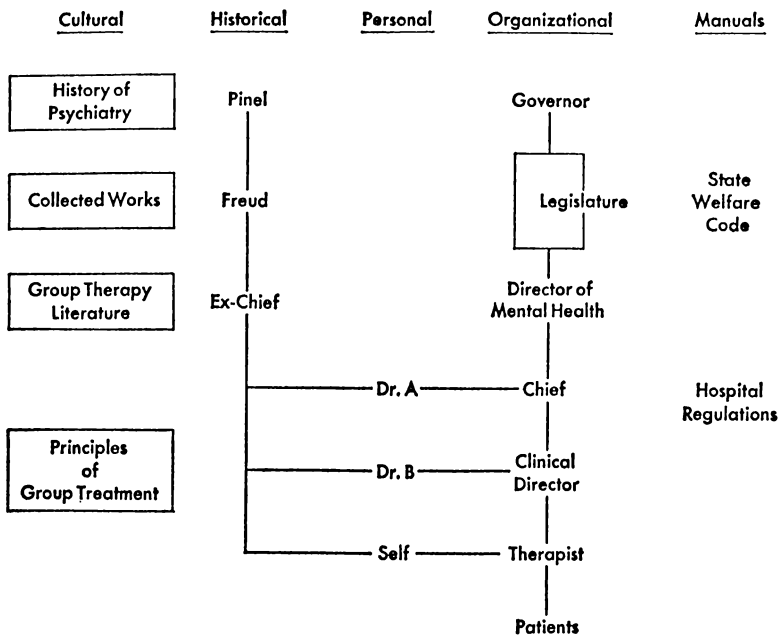 Cultural Historical Personal Organizational Manuals
History of
Psychiatry
Pinel
Governor
Collected Works
Freud
Legislature
State
Welfare
Code
Group Therapy
Literature
Ex-Chief
Director of
Mental Health
Dr. A
Chief
Hospital
Regulations
Principles
of
Group Treatment
Dr. B
Clinical
Director
Self
Therapist
Patients